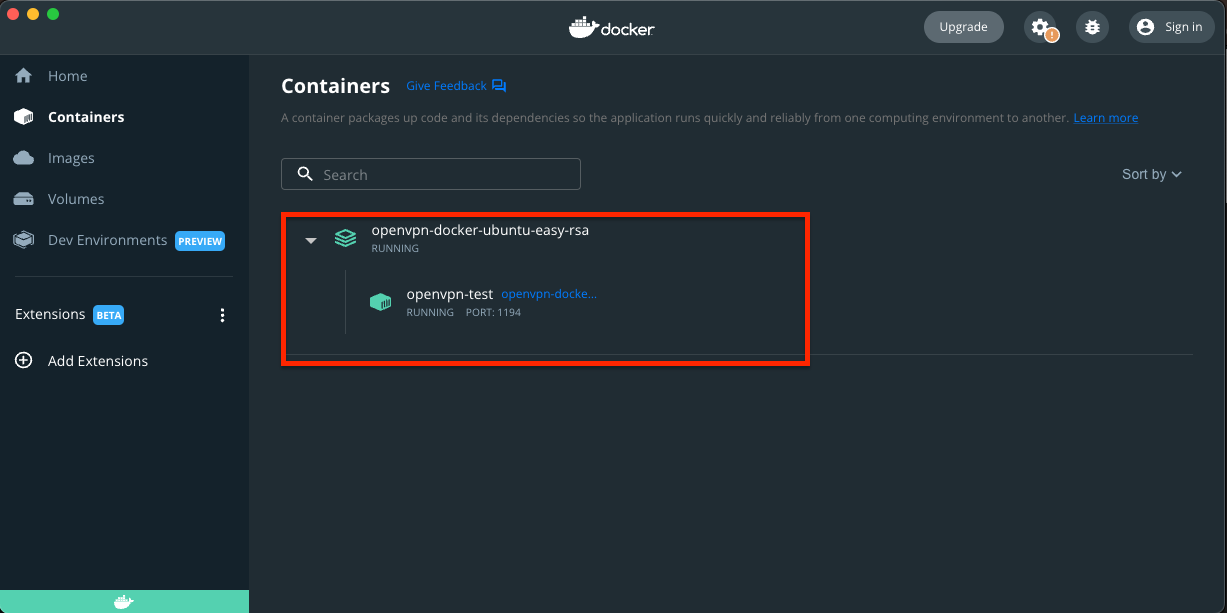 docker
Upgrade
!
Sign in
Home
Containers
Images
Volumes
Dev Environments PREVIEW
Extensions BETA
Add Extensions
Containers Give Feedback
A container packages up code and its dependencies so the application runs quickly and reliably from one computing environment to another. Learn more
Search
Sort by
openvpn-docker-ubuntu-easy-rsa
RUNNING
openvpn-test openvpn-docke...
RUNNING PORT: 1194